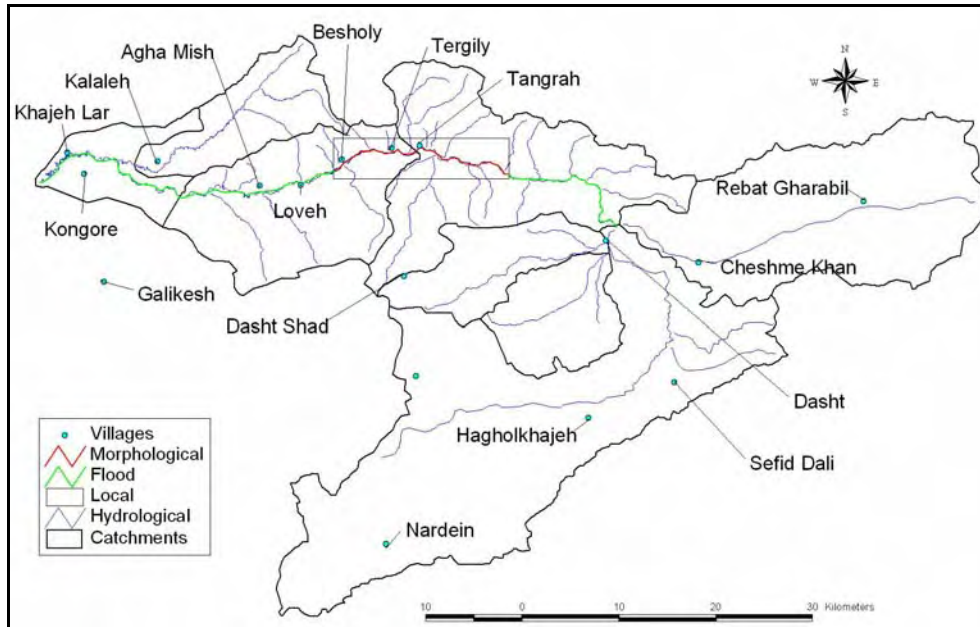 Besholy
Tergily
Agha Mish
Tangrah
Kalaleh
Khajeh Lar
N
W E
S
Rebat Gharabil
Kongore
Loveh
Cheshme Khan
Galikesh
Dasht Shad
Dasht
Hagholkhajeh
Sefid Dali
Villages
Morphological
Flood
Local
Hydrological
Catchments
Nardein
10 0 10 20 30 Kilometers